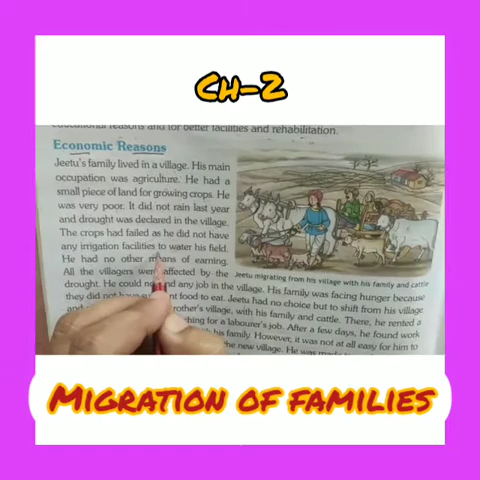 CH-2
educational reasons and for better facilities and rehabilitation.
Economic Reasons
Jeetu's family lived in a village. His main
occupation was agriculture. He had a
small piece of land for growing crops. He
was very poor. It did not rain last year
and drought was declared in the village.
The crops had failed as he did not have
any irrigation facilities to water his field.
He had no other means of earning.
All the villagers were affected by the
Jeetu migrating from his village with his family and cattle
drought. He could not find any job in the village. His family was facing hunger because
they did not have food to eat. Jeetu had no choice but to shift from his village
brother's village, with his family and cattle. There, he rented a
for a labourer's job. After a few days, he found work
his family. However, it was not at all easy for him to
the new village. He was
MIGRATION OF FAMILIES